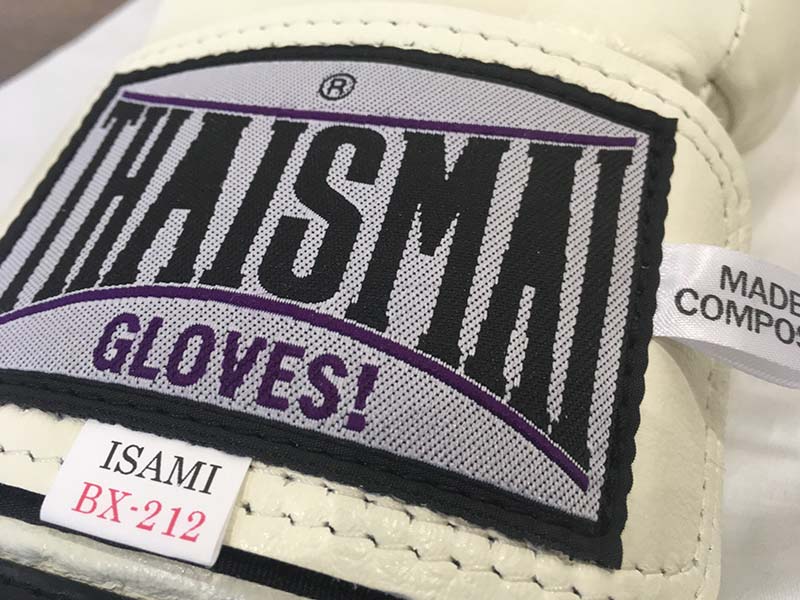 ®
THAISMAI
GLOVES!
MADE
COMPOS
ISAMI
BX-212